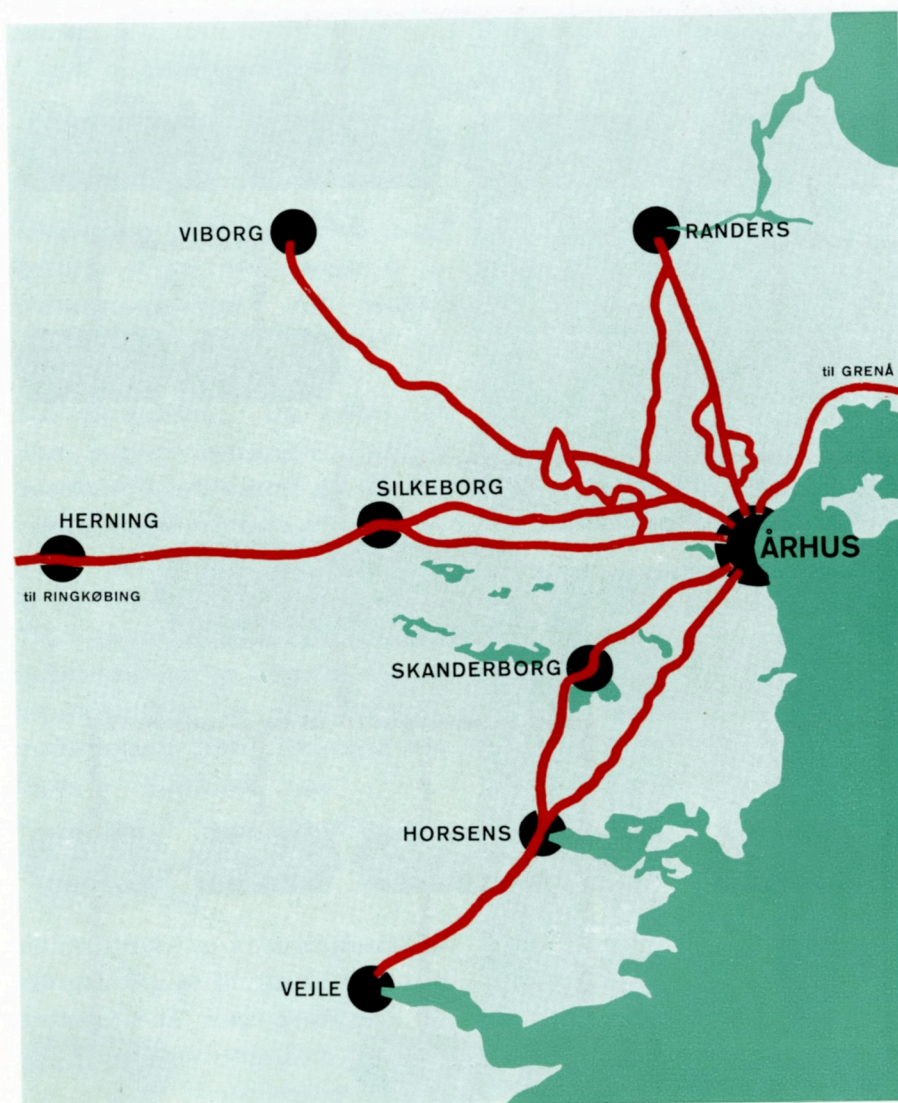 VIBORG
RANDERS
til GRENÅ
SILKEBORG
HERNING
ÅRHUS
til RINGKØBING
SKANDERBORG
HORSENS
VEJLE